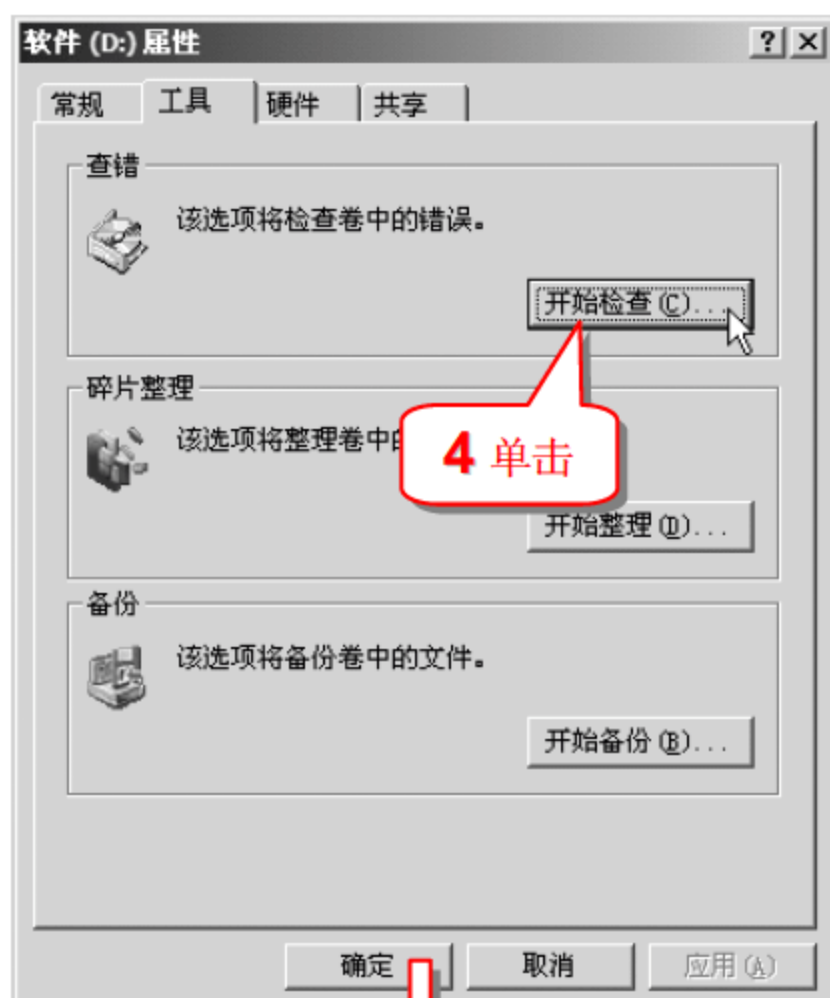 软件 (D:) 属性
常规 工具 硬件 共享
查错
该选项将检查卷中的错误。
开始检查(C)...
碎片整理
该选项将整理卷中
4 单击
开始整理(D)...
备份
该选项将备份卷中的文件。
开始备份(B)...
确定 取消 应用(A)